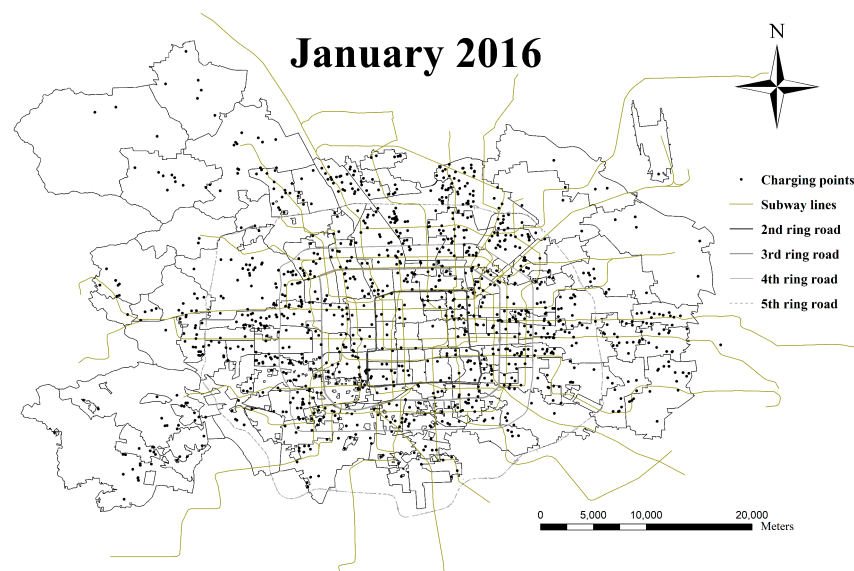 January 2016
N
Charging points
Subway lines
2nd ring road
3rd ring road
4th ring road
5th ring road
0 5,000 10,000 20,000
Meters